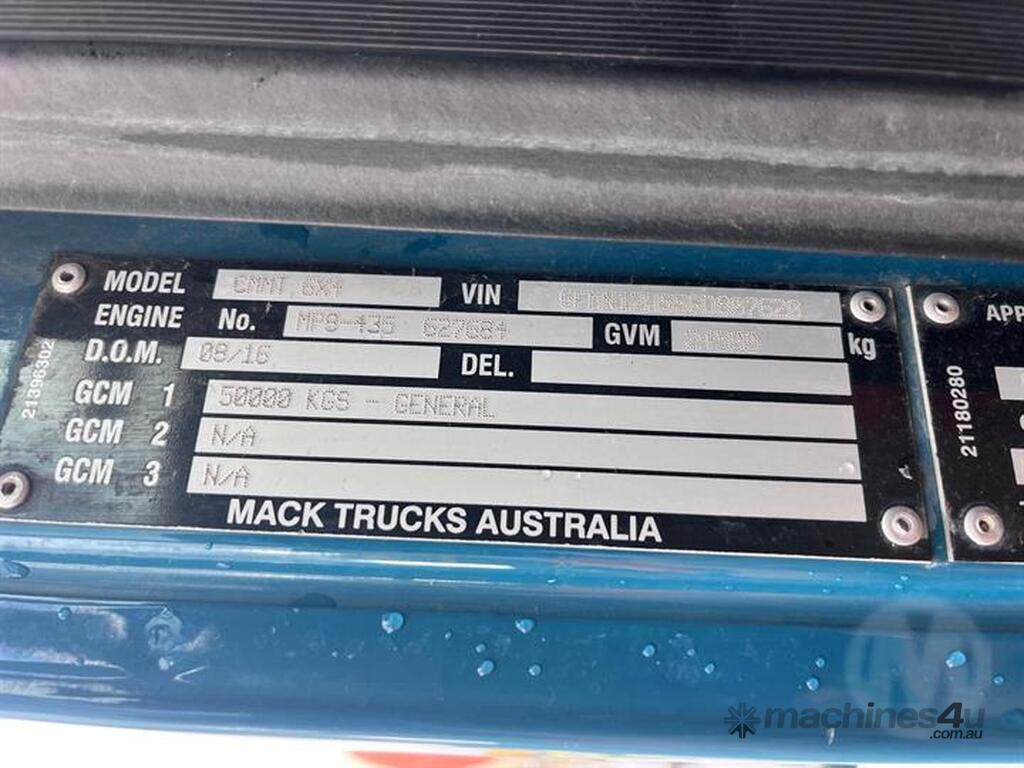 MODEL CMMT 6X4 VIN
ENGINE No. MP8-435 627684 GVM kg
D.O.M. 08/16 DEL.
GCM 1 50000 KGS - GENERAL
GCM 2 N/A
GCM 3 N/A
MACK TRUCKS AUSTRALIA
21396302
APP
21180280
machines4u
.com.au